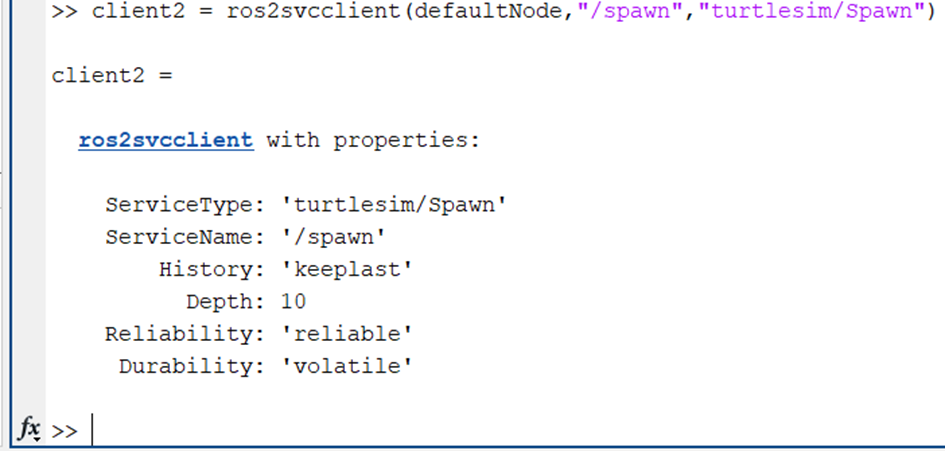 >> client2 = ros2svcclient(defaultNode,"/spawn","turtlesim/Spawn")
client2 =
ros2svcclient with properties:
ServiceType: 'turtlesim/Spawn'
ServiceName: '/spawn'
History: 'keeplast'
Depth: 10
Reliability: 'reliable'
Durability: 'volatile'
fx >>